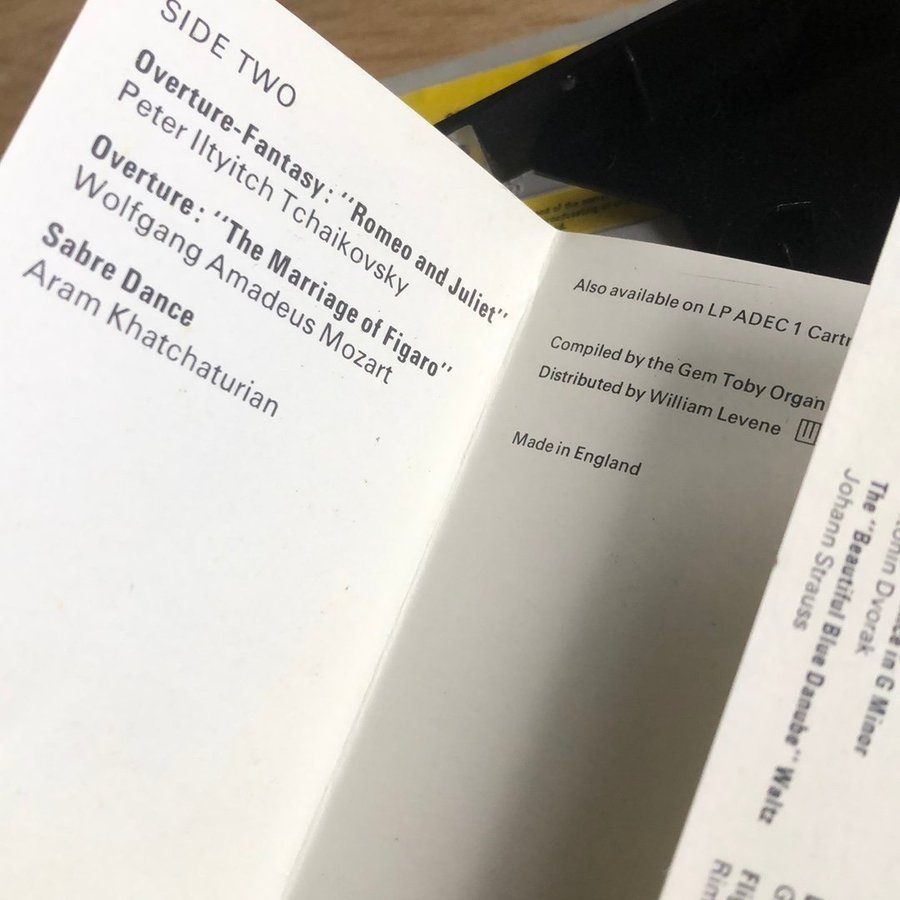 SIDE TWO
Overture-Fantasy: "Romeo and Juliet"
Peter Iltyitch Tchaikovsky
Overture: "The Marriage of Figaro"
Wolfgang Amadeus Mozart
Sabre Dance
Aram Khatchaturian
Also available on LP ADEC 1
Compiled by the Gem Toby Organ
Distributed by William Levene
Made in England
in G Minor
Dvorak
The "Beautiful Blue Danube" Waltz
Johann Strauss